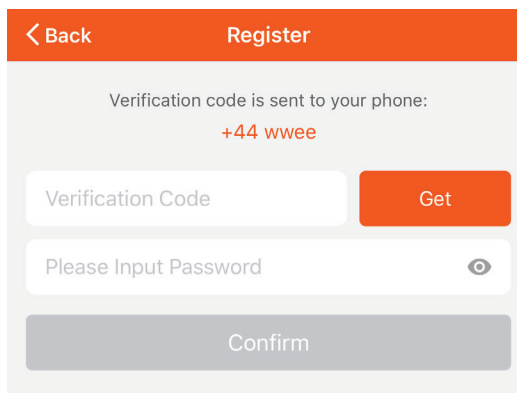 Back
Register
Verification code is sent to your phone:
+44 wwee
Verification Code
Get
Please Input Password
Confirm